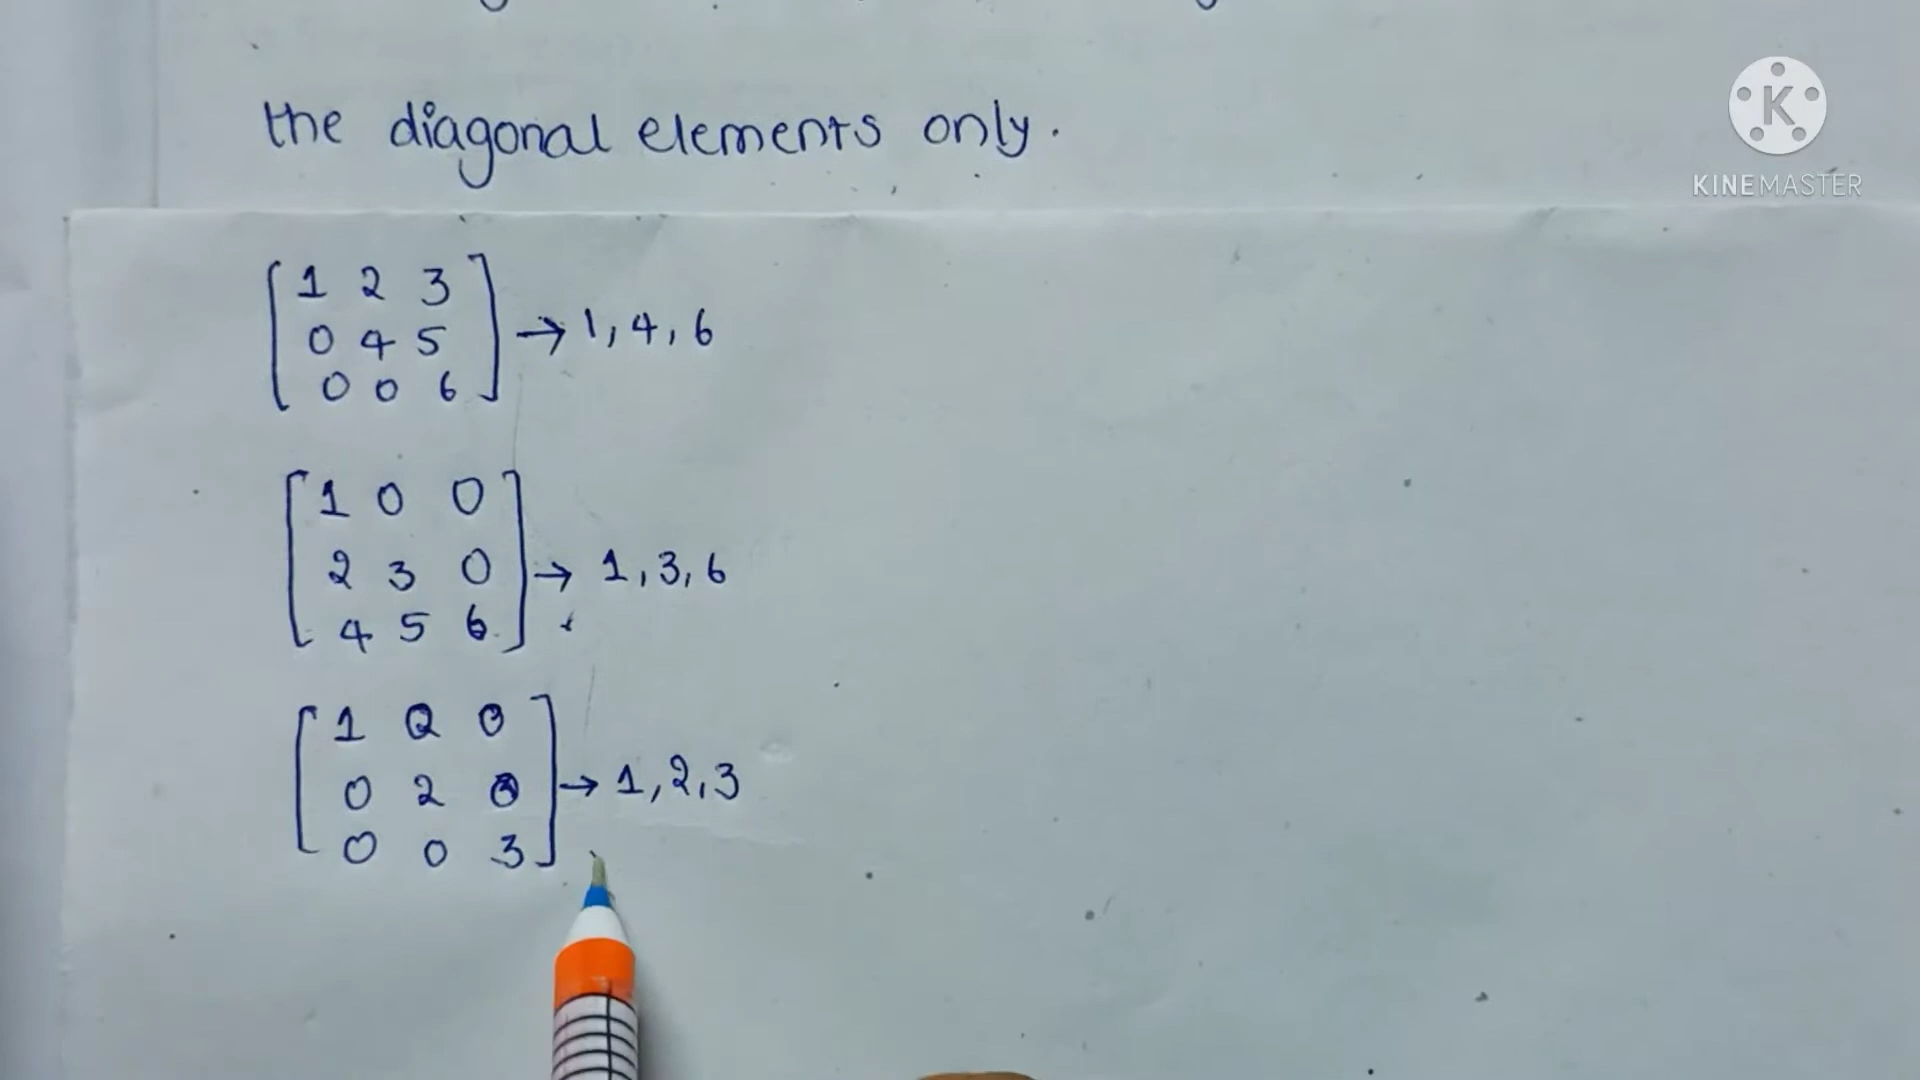 the diagonal elements only.
K
KINEMASTER
1 2 3
0 4 5 → 1, 4, 6
0 0 6
1 0 0
2 3 0 → 1, 3, 6
4 5 6
1 0 0
0 2 0 → 1, 2, 3
0 0 3